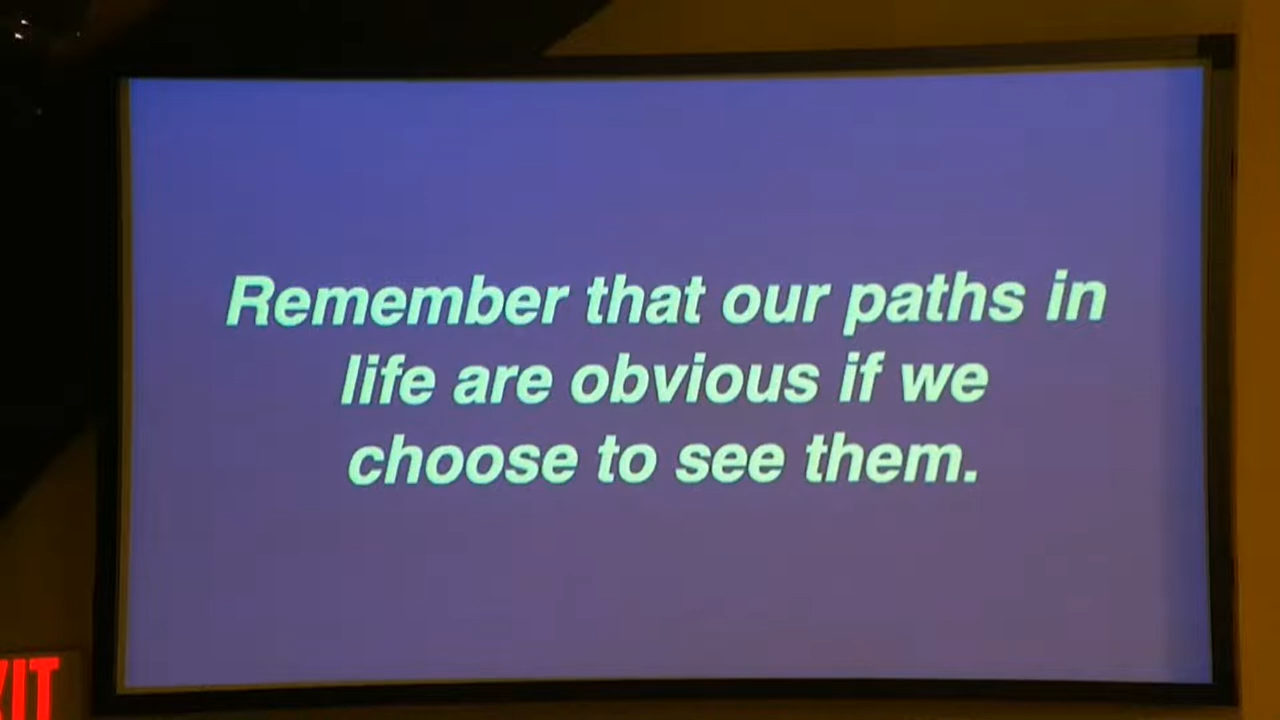 Remember that our paths in
life are obvious if we
choose to see them.
XIT